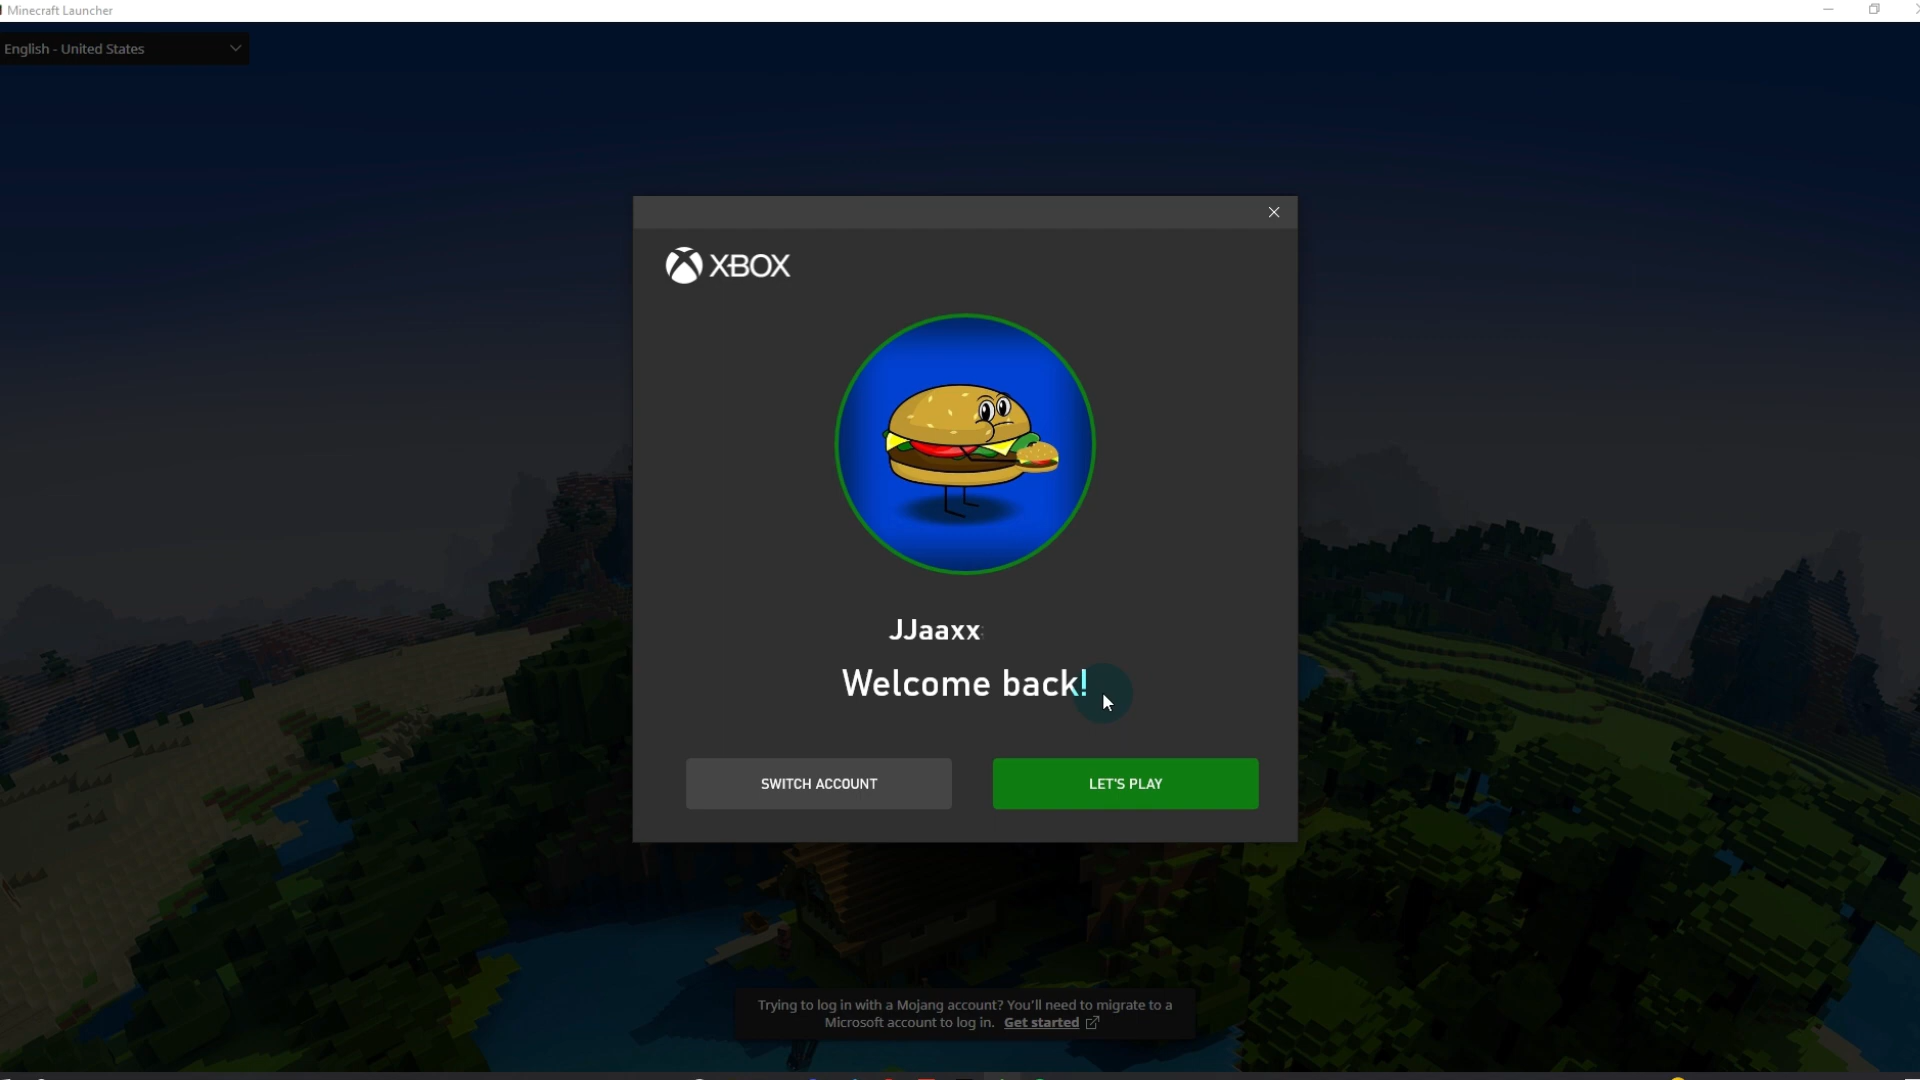 Minecraft Launcher
English - United States
XBOX
JJaaxx
Welcome back!
SWITCH ACCOUNT
LET'S PLAY
Trying to log in with a Mojang account? You'll need to migrate to a
Microsoft account to log in. Get started